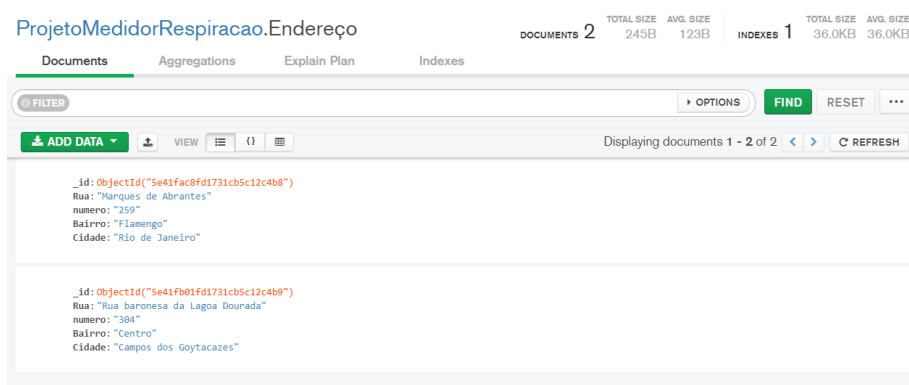 ProjetoMedidorRespiracao.Endereço
DOCUMENTS 2 TOTAL SIZE 245B AVG. SIZE 123B INDEXES 1 TOTAL SIZE 36.0KB AVG. SIZE 36.0KB
Documents Aggregations Explain Plan Indexes
FILTER OPTIONS FIND RESET ...
ADD DATA VIEW {} Displaying documents 1 - 2 of 2 < > REFRESH
_id: ObjectId("5e41fac8fd1731cb5c12c4b8")
Rua: "Marques de Abrantes"
numero: "259"
Bairro: "Flamengo"
Cidade: "Rio de Janeiro"
_id: ObjectId("5e41fb01fd1731cb5c12c4b9")
Rua: "Rua baronesa da Lagoa Dourada"
numero: "304"
Bairro: "Centro"
Cidade: "Campos dos Goytacazes"